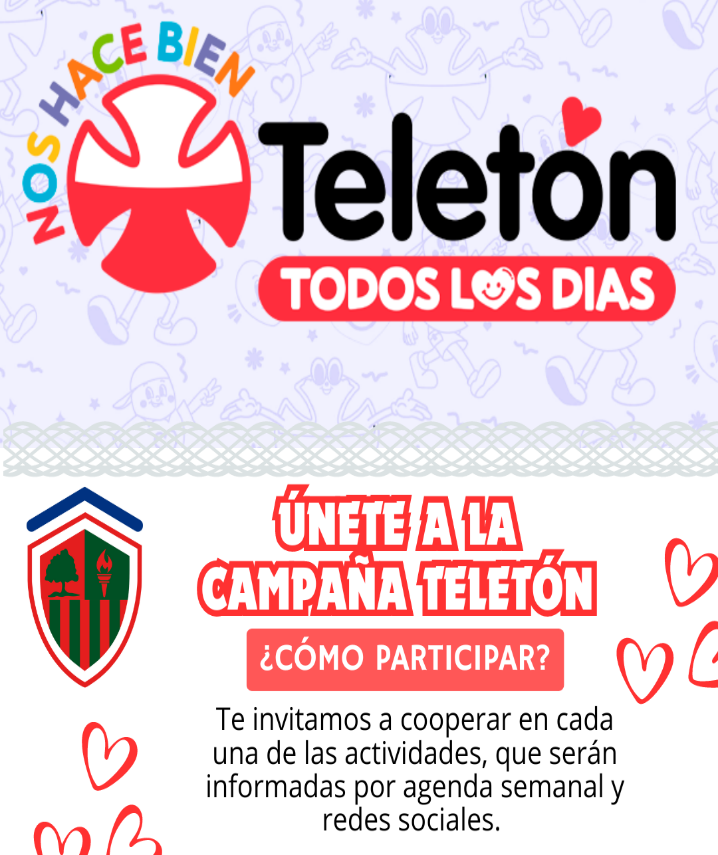 NOS HACE BIEN
Teletón
TODOS LOS DIAS
ÚNETE A LA
CAMPAÑA TELETÓN
¿CÓMO PARTICIPAR?
Te invitamos a cooperar en cada
una de las actividades, que serán
informadas por agenda semanal y
redes sociales.